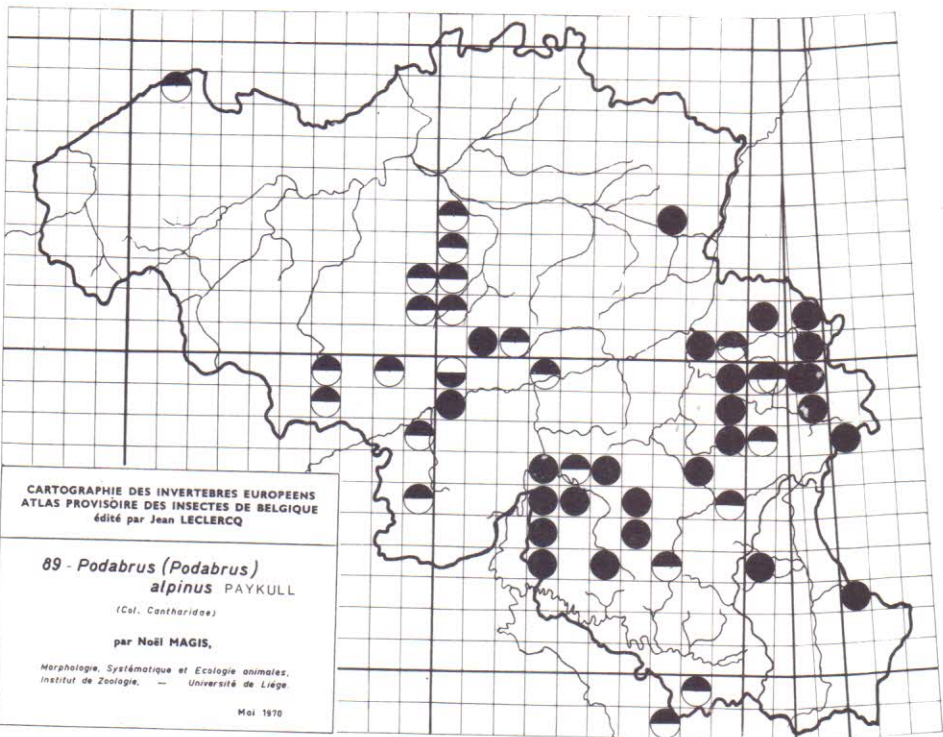 CARTOGRAPHIE DES INVERTEBRES EUROPEENS
ATLAS PROVISOIRE DES INSECTES DE BELGIQUE
édité par Jean LECLERCQ
89 - Podabrus (Podabrus)
alpinus PAYKULL
(Col. Cantharidae)
par Noël MAGIS,
Morphologie, Systématique et Ecologie animales,
Institut de Zoologie, — Université de Liége.
Mai 1970